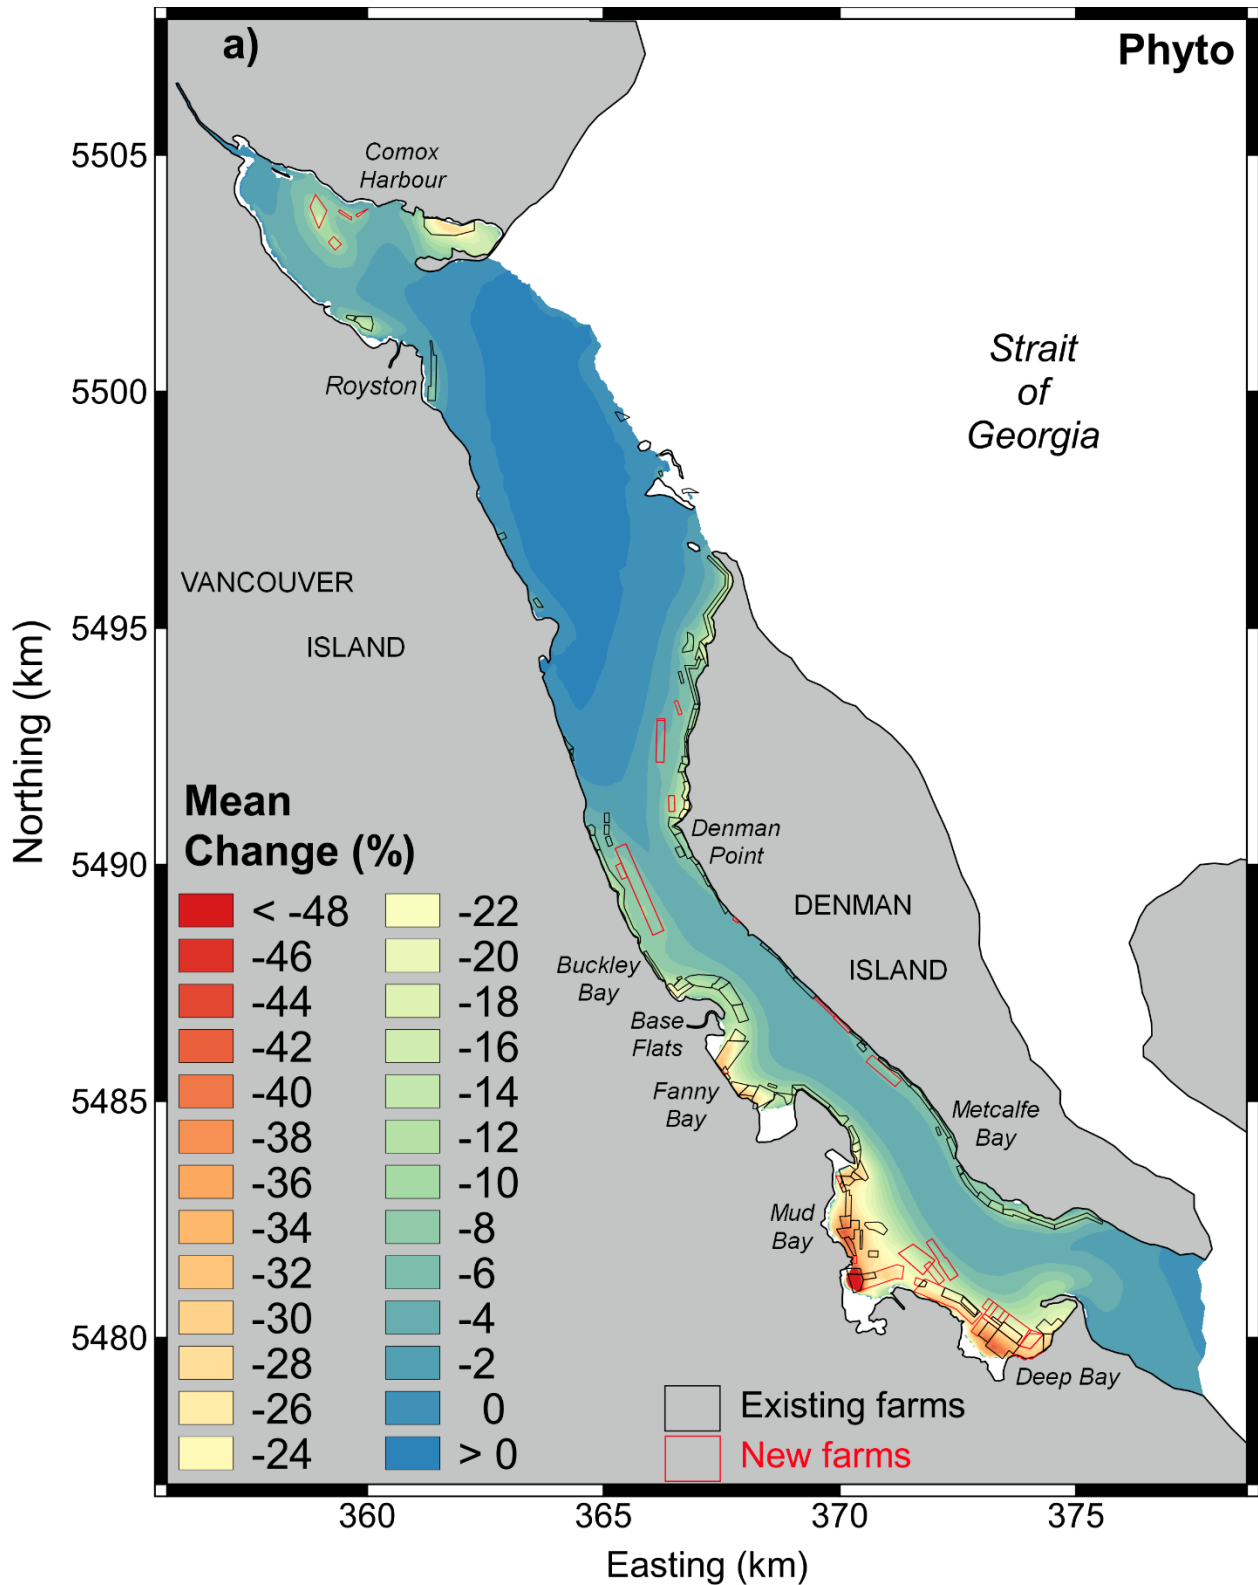 a)
Phyto
5505
Comox
Harbour
Strait
of
Georgia
5500
Royston
VANCOUVER
ISLAND
5495
Northing (km)
Mean
Change (%)
Denman
Point
5490
DENMAN
ISLAND
< -48
-22
-46
-20
-44
-18
-42
-16
-40
-14
-38
-12
-36
-10
-34
-8
-32
-6
-30
-4
-28
-2
-26
0
-24
> 0
Buckley
Bay
Base
Flats
Fanny
Bay
5485
Metcalfe
Bay
Mud
Bay
5480
Deep Bay
Existing farms
New farms
360
365
370
375
Easting (km)